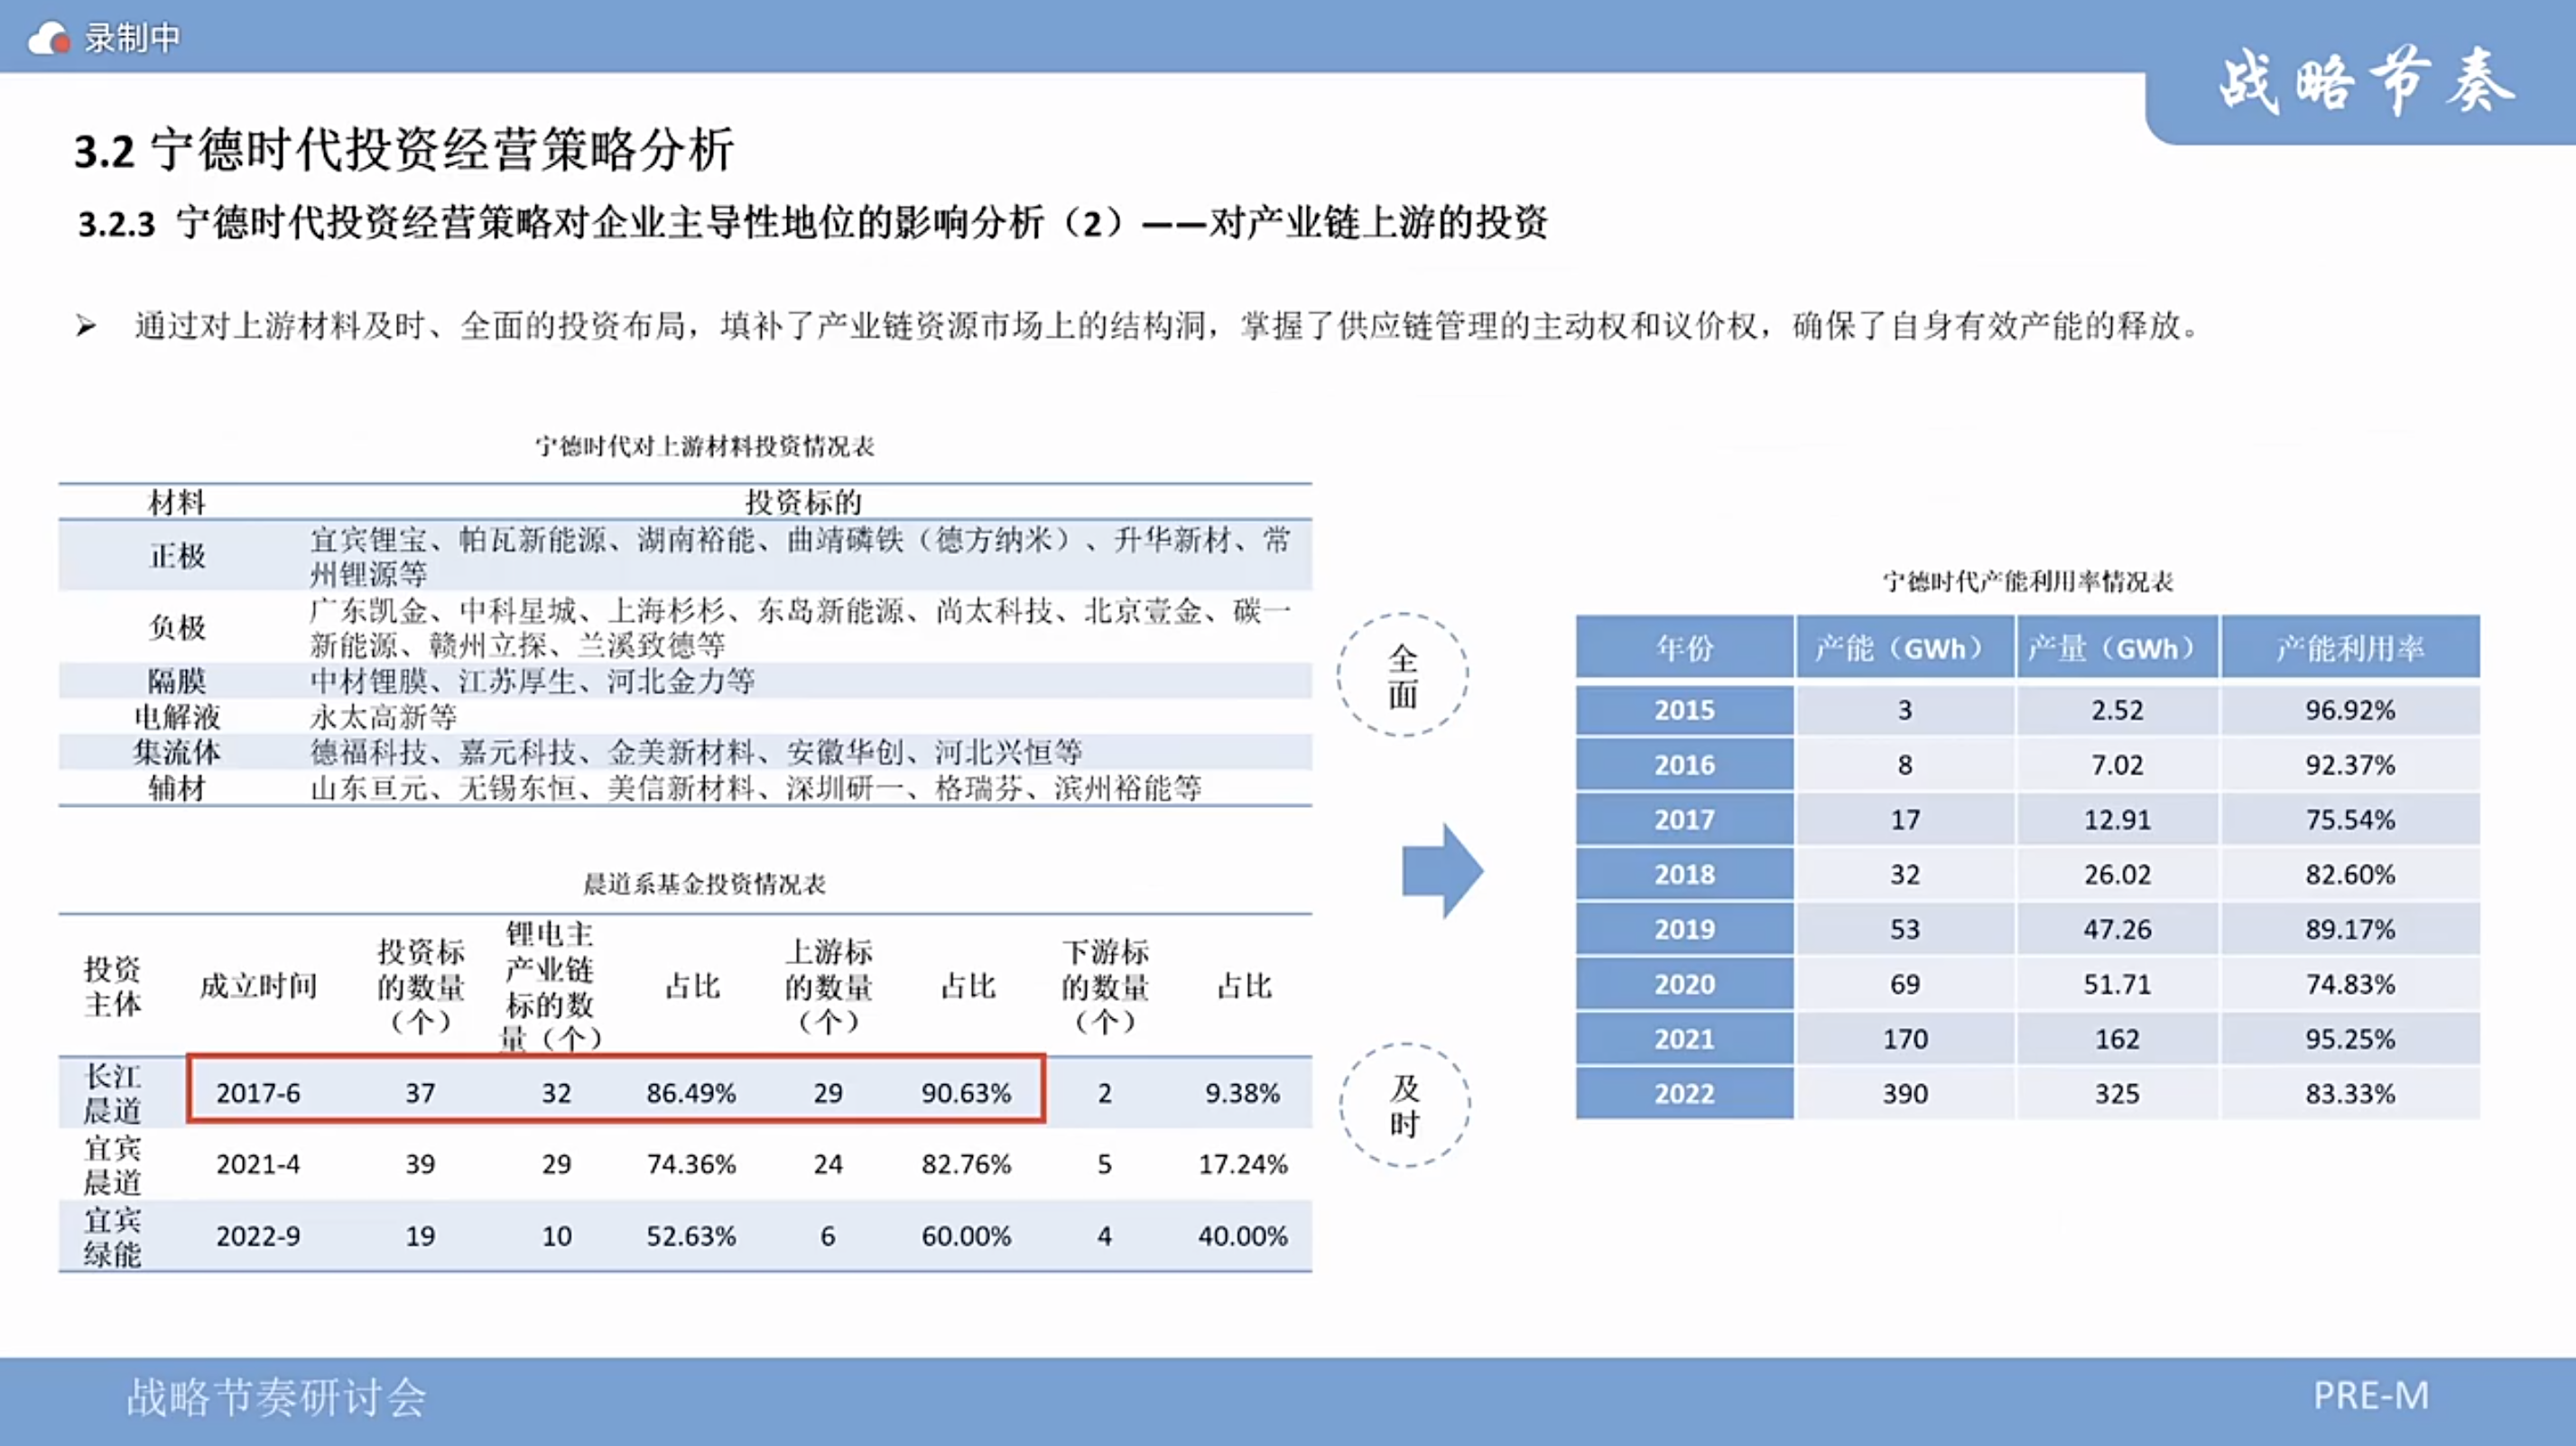 录制中
战略节奏
3.2 宁德时代投资经营策略分析
3.2.3 宁德时代投资经营策略对企业主导性地位的影响分析（2）——对产业链上游的投资
➢ 通过对上游材料及时、全面的投资布局，填补了产业链资源市场上的结构洞，掌握了供应链管理的主动权和议价权，确保了自身有效产能的释放。
宁德时代对上游材料投资情况表
材料 投资标的
正极 宜宾锂宝、帕瓦新能源、湖南裕能、曲靖磷铁（德方纳米）、升华新材、常
州锂源等
负极 广东凯金、中科星城、上海杉杉、东岛新能源、尚太科技、北京壹金、碳一
新能源、赣州立探、兰溪致德等
隔膜 中材锂膜、江苏厚生、河北金力等
电解液 永太高新等
集流体 德福科技、嘉元科技、金美新材料、安徽华创、河北兴恒等
辅材 山东亘元、无锡东恒、美信新材料、深圳研一、格瑞芬、滨州裕能等
晨道系基金投资情况表
投资
主体
成立时间
投资标
的数量
（个）
锂电主
产业链
标的数
量（个）
占比
上游标
的数量
（个）
占比
下游标
的数量
（个）
占比
长江
晨道
2017-6 37 32 86.49% 29 90.63% 2 9.38%
宜宾
晨道
2021-4 39 29 74.36% 24 82.76% 5 17.24%
宜宾
绿能
2022-9 19 10 52.63% 6 60.00% 4 40.00%
全
面
及
时
宁德时代产能利用率情况表
年份 产能（GWh） 产量（GWh） 产能利用率
2015 3 2.52 96.92%
2016 8 7.02 92.37%
2017 17 12.91 75.54%
2018 32 26.02 82.60%
2019 53 47.26 89.17%
2020 69 51.71 74.83%
2021 170 162 95.25%
2022 390 325 83.33%
战略节奏研讨会
PRE-M